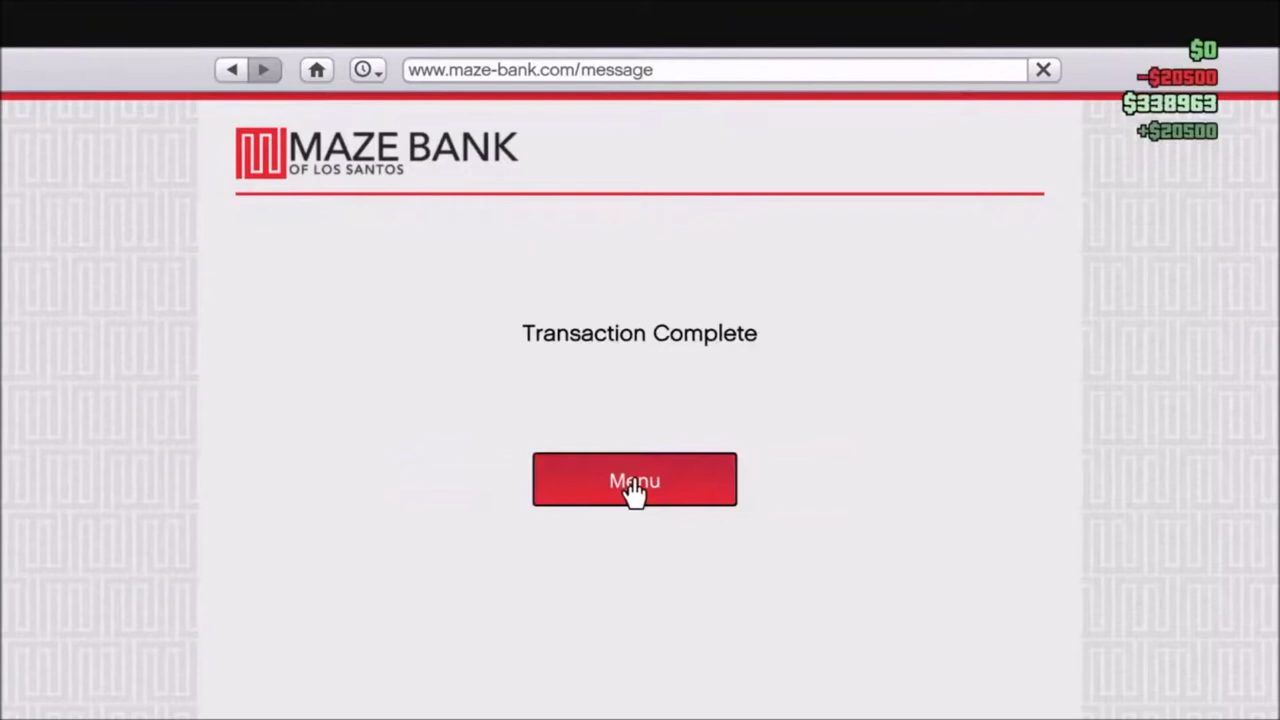 www.maze-bank.com/message
$0
-$20500
$338963
+$20500
MAZE BANK
OF LOS SANTOS
Transaction Complete
Menu